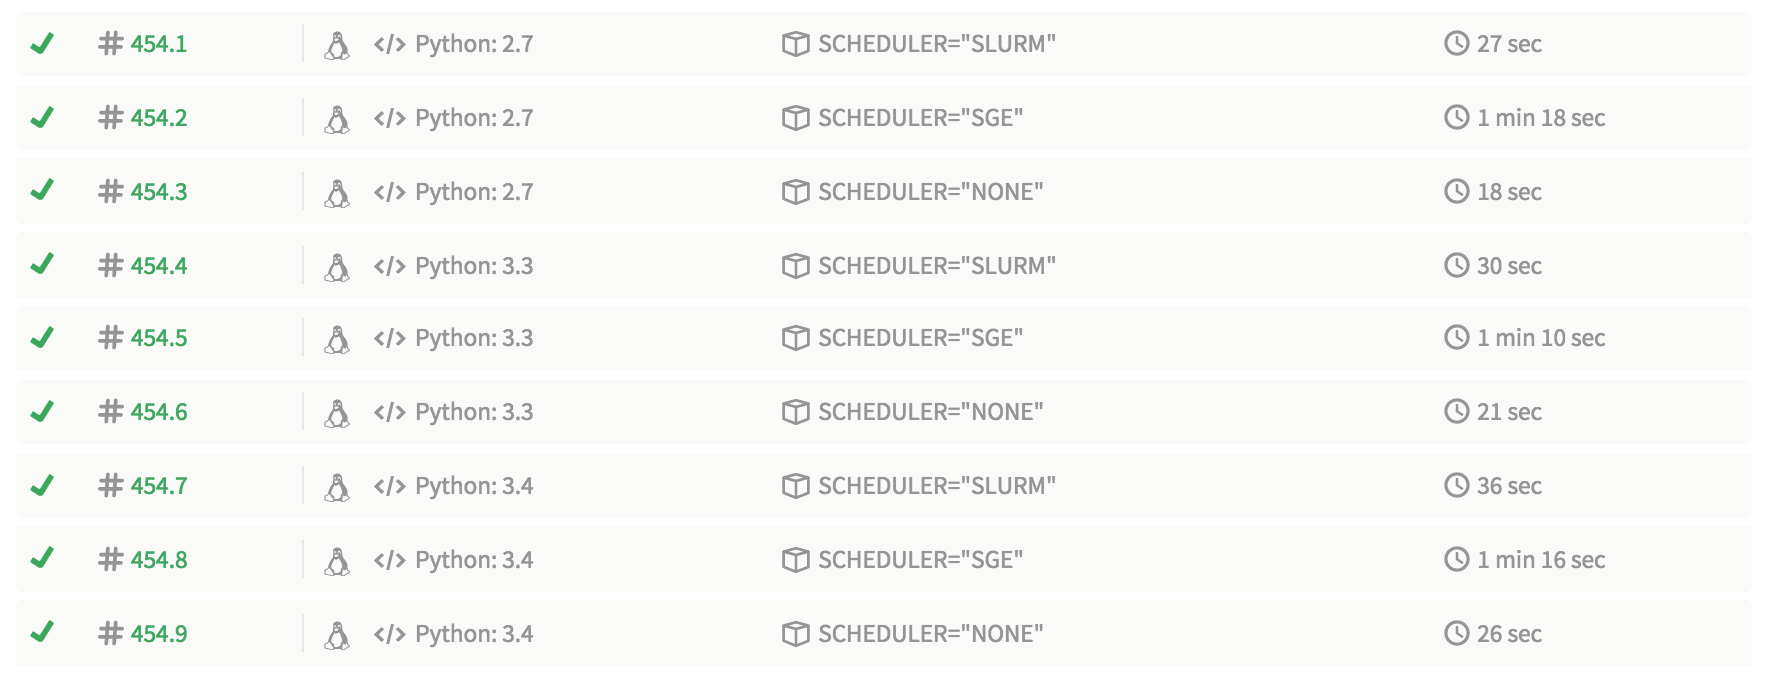 # 454.1 </> Python: 2.7 SCHEDULER="SLURM" 27 sec
# 454.2 </> Python: 2.7 SCHEDULER="SGE" 1 min 18 sec
# 454.3 </> Python: 2.7 SCHEDULER="NONE" 18 sec
# 454.4 </> Python: 3.3 SCHEDULER="SLURM" 30 sec
# 454.5 </> Python: 3.3 SCHEDULER="SGE" 1 min 10 sec
# 454.6 </> Python: 3.3 SCHEDULER="NONE" 21 sec
# 454.7 </> Python: 3.4 SCHEDULER="SLURM" 36 sec
# 454.8 </> Python: 3.4 SCHEDULER="SGE" 1 min 16 sec
# 454.9 </> Python: 3.4 SCHEDULER="NONE" 26 sec